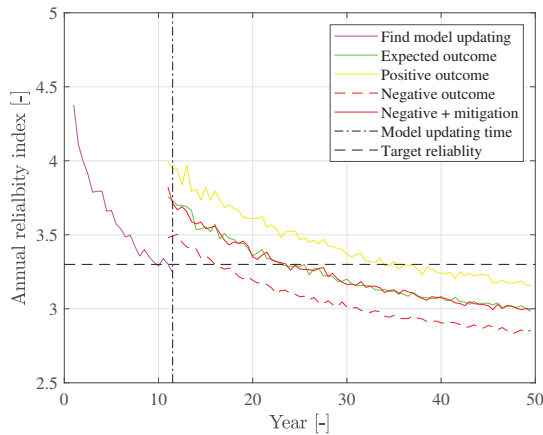 5
4.5
4
3.5
3
2.5
Annual relialbity index [-]
Find model updating
Expected outcome
Positive outcome
Negative outcome
Negative + mitigation
Model updating time
Target reliablity
0
10
20
30
40
50
Year [-]